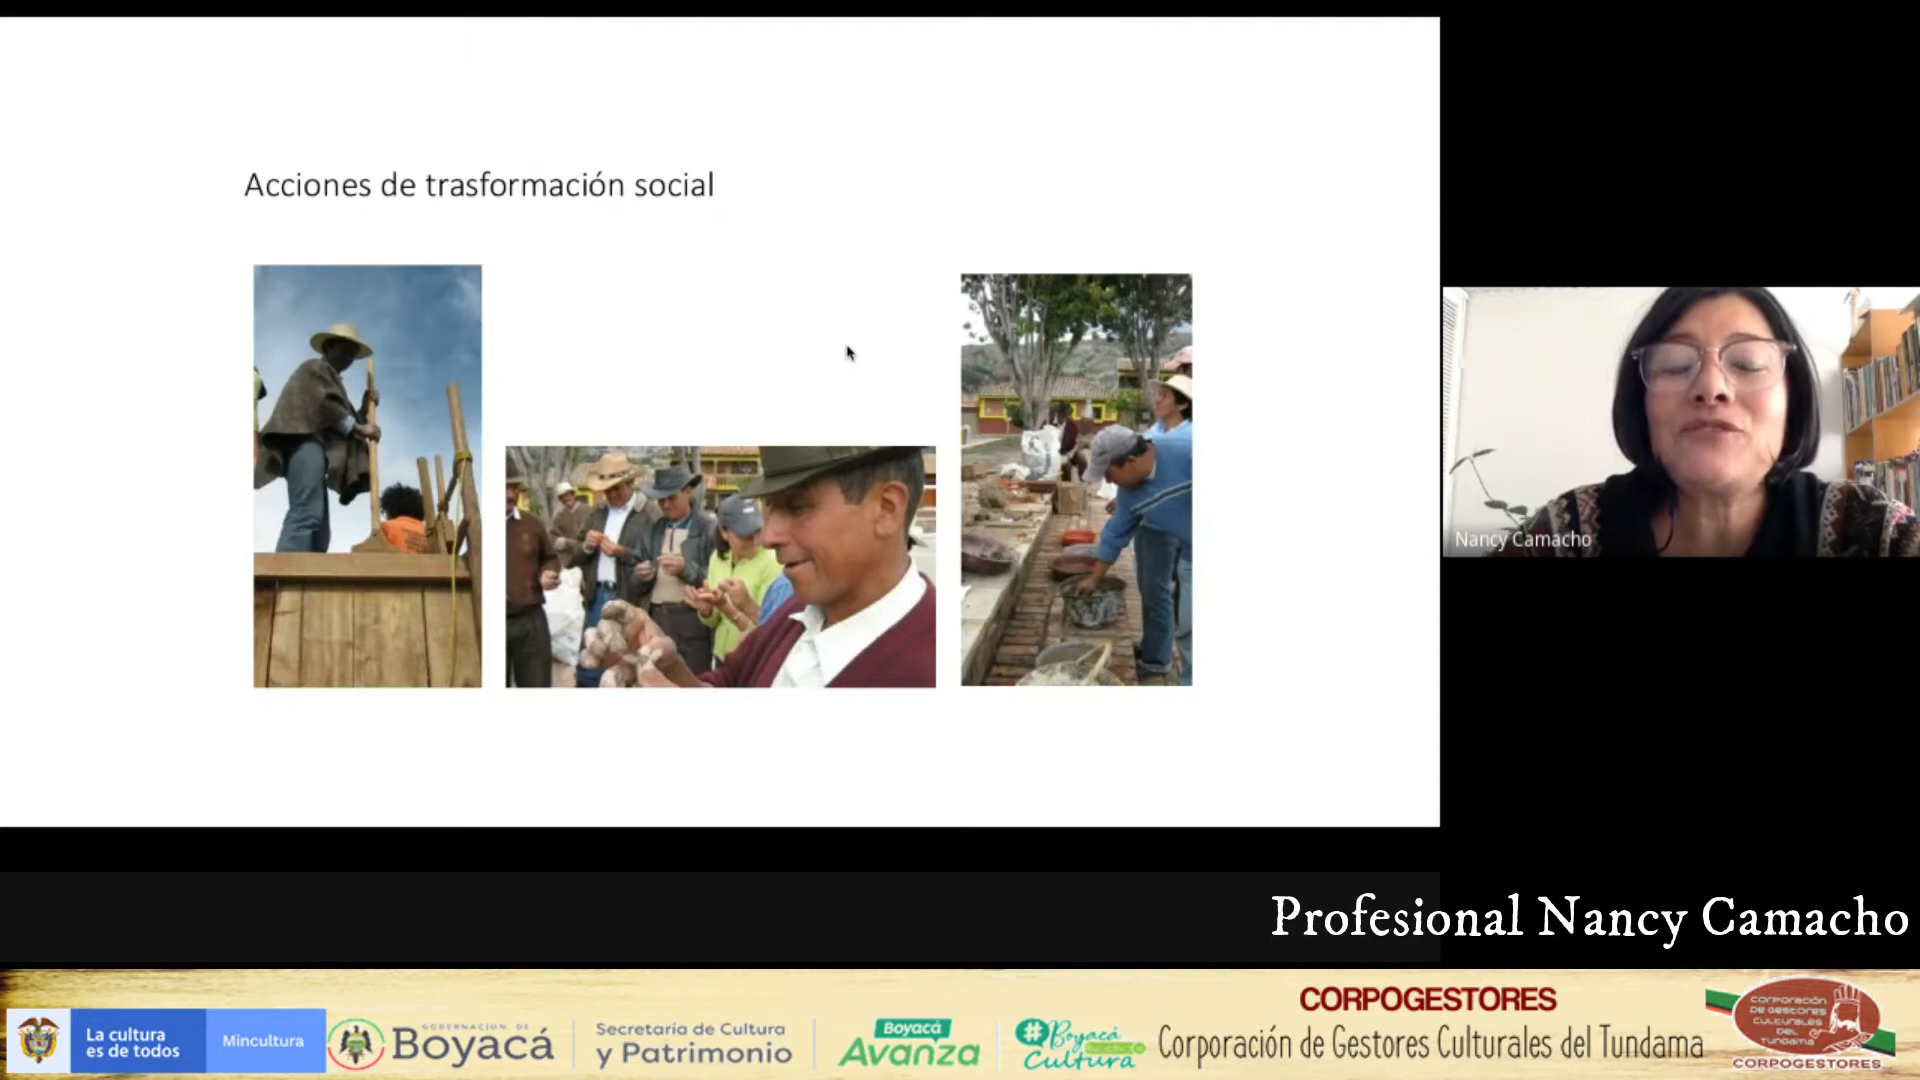 Acciones de trasformación social
Nancy Camacho
Profesional Nancy Camacho
La cultura
es de todos
Mincultura
GOBERNACIÓN DE
Boyacá
Secretaría de Cultura
y Patrimonio
Boyacá
Avanza
#Boyacá
Cultura
CORPOGESTORES
Corporación de Gestores Culturales del Tundama
CORPORACIÓN
DE GESTORES
CULTURALES
DEL
TUNDAMA
CORPOGESTORES